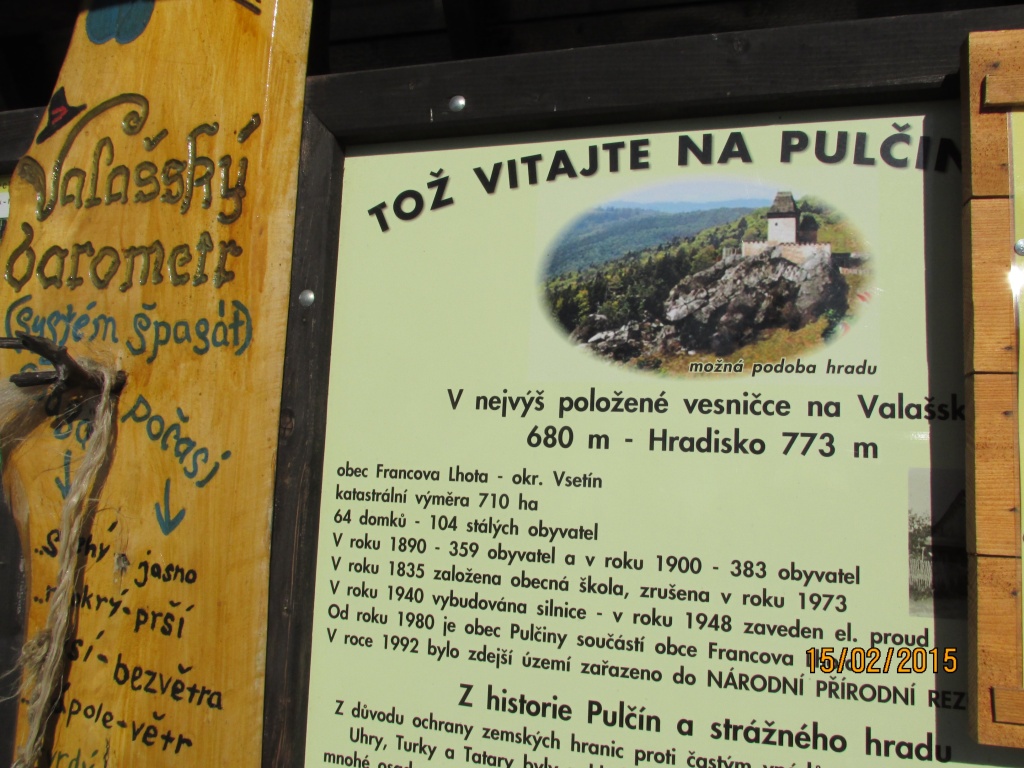 Valašský
barometr
(systém špagát)
počasí
jasno
prší
bezvětra
větr
TOŽ VITAJTE NA PULČIN
možná podoba hradu
V nejvýš položené vesničce na Valašsk
680 m - Hradisko 773 m
obec Francova Lhota - okr. Vsetín
katastrální výměra 710 ha
64 domků - 104 stálých obyvatel
V roku 1890 - 359 obyvatel a v roku 1900 - 383 obyvatel
V roku 1835 založena obecná škola, zrušena v roku 1973
V roku 1940 vybudována silnice - v roku 1948 zaveden el. proud
Od roku 1980 je obec Pulčiny součástí obce Francova
V roce 1992 bylo zdejší území zařazeno do NÁRODNÍ PŘÍRODNÍ REZ
Z historie Pulčín a strážného hradu
Z důvodu ochrany zemských hranic proti častým
Uhry, Turky a Tatary byly
mnohé
15/02/2015